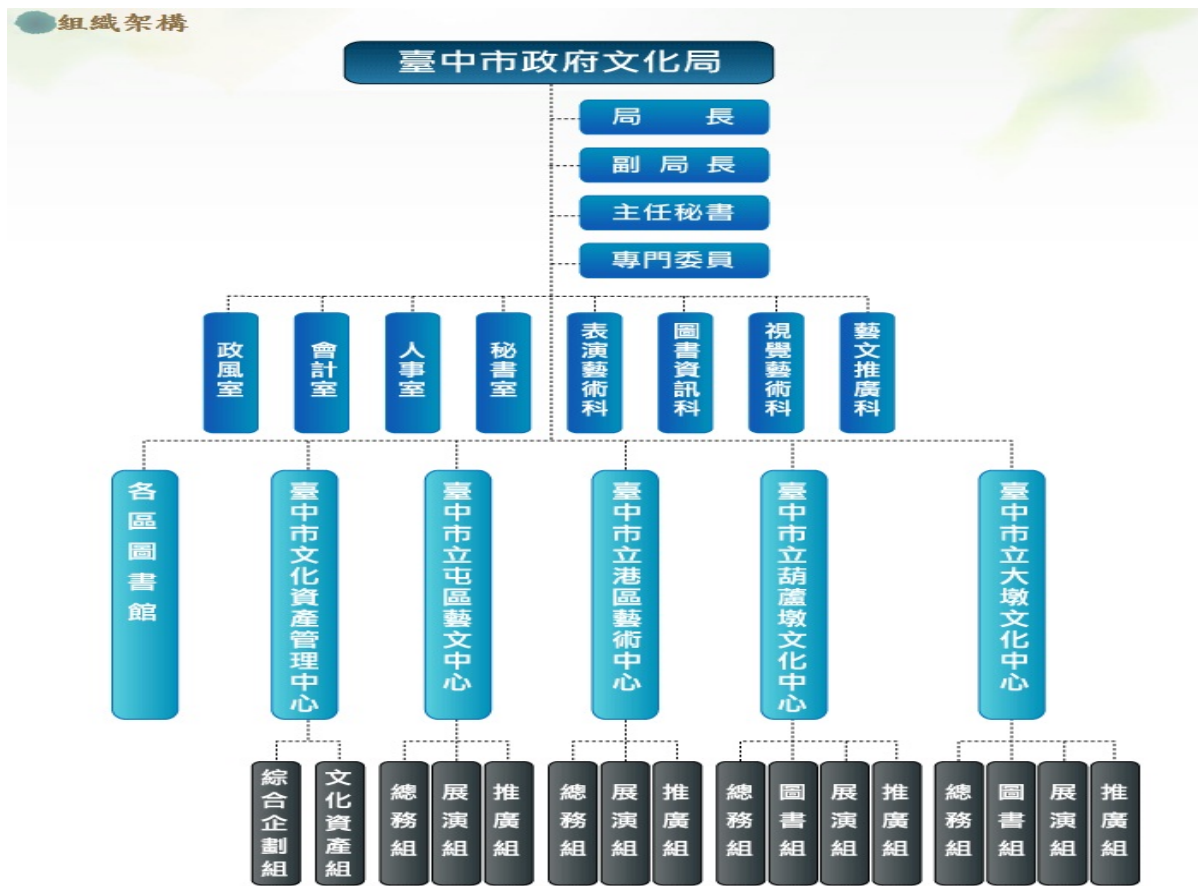 組織架構
臺中市政府文化局
局長
副局長
主任秘書
專門委員
政風室
會計室
人事室
秘書室
表演藝術科
圖書資訊科
視覺藝術科
藝文推廣科
各區圖書館
臺中市文化資產管理中心
臺中市立屯區藝文中心
臺中市立港區藝術中心
臺中市立葫蘆墩文化中心
臺中市立大墩文化中心
綜合企劃組
文化資產組
總務組
展演組
推廣組
總務組
展演組
推廣組
總務組
圖書組
展演組
推廣組
總務組
圖書組
展演組
推廣組